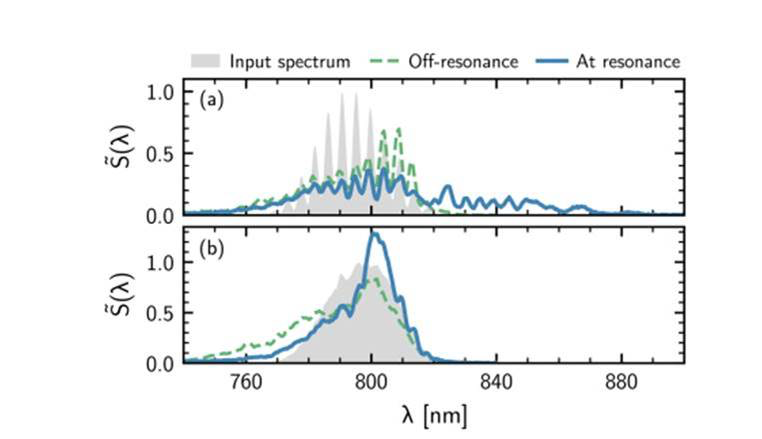 Input spectrum Off-resonance At resonance
1.0 (a)
S̃(λ)
0.5
0.0
(b)
1.0
S̃(λ)
0.5
0.0
760 800 840 880
λ [nm]